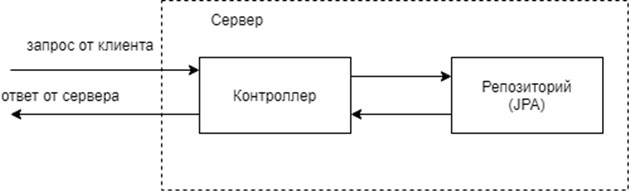 Сервер
запрос от клиента
ответ от сервера
Контроллер
Репозиторий
(JPA)